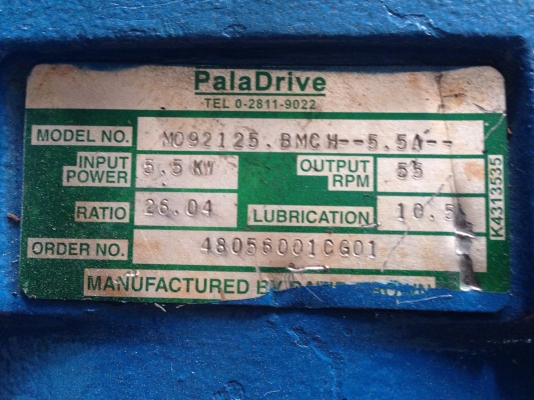 PalaDrive
TEL 0-2811-9022
MODEL NO. M092125.BMCH--5.5A--
INPUT POWER 5.5 KW OUTPUT RPM 55
RATIO 26.04 LUBRICATION 10.5
ORDER NO. 48056001CG01
K4313535
MANUFACTURED BY